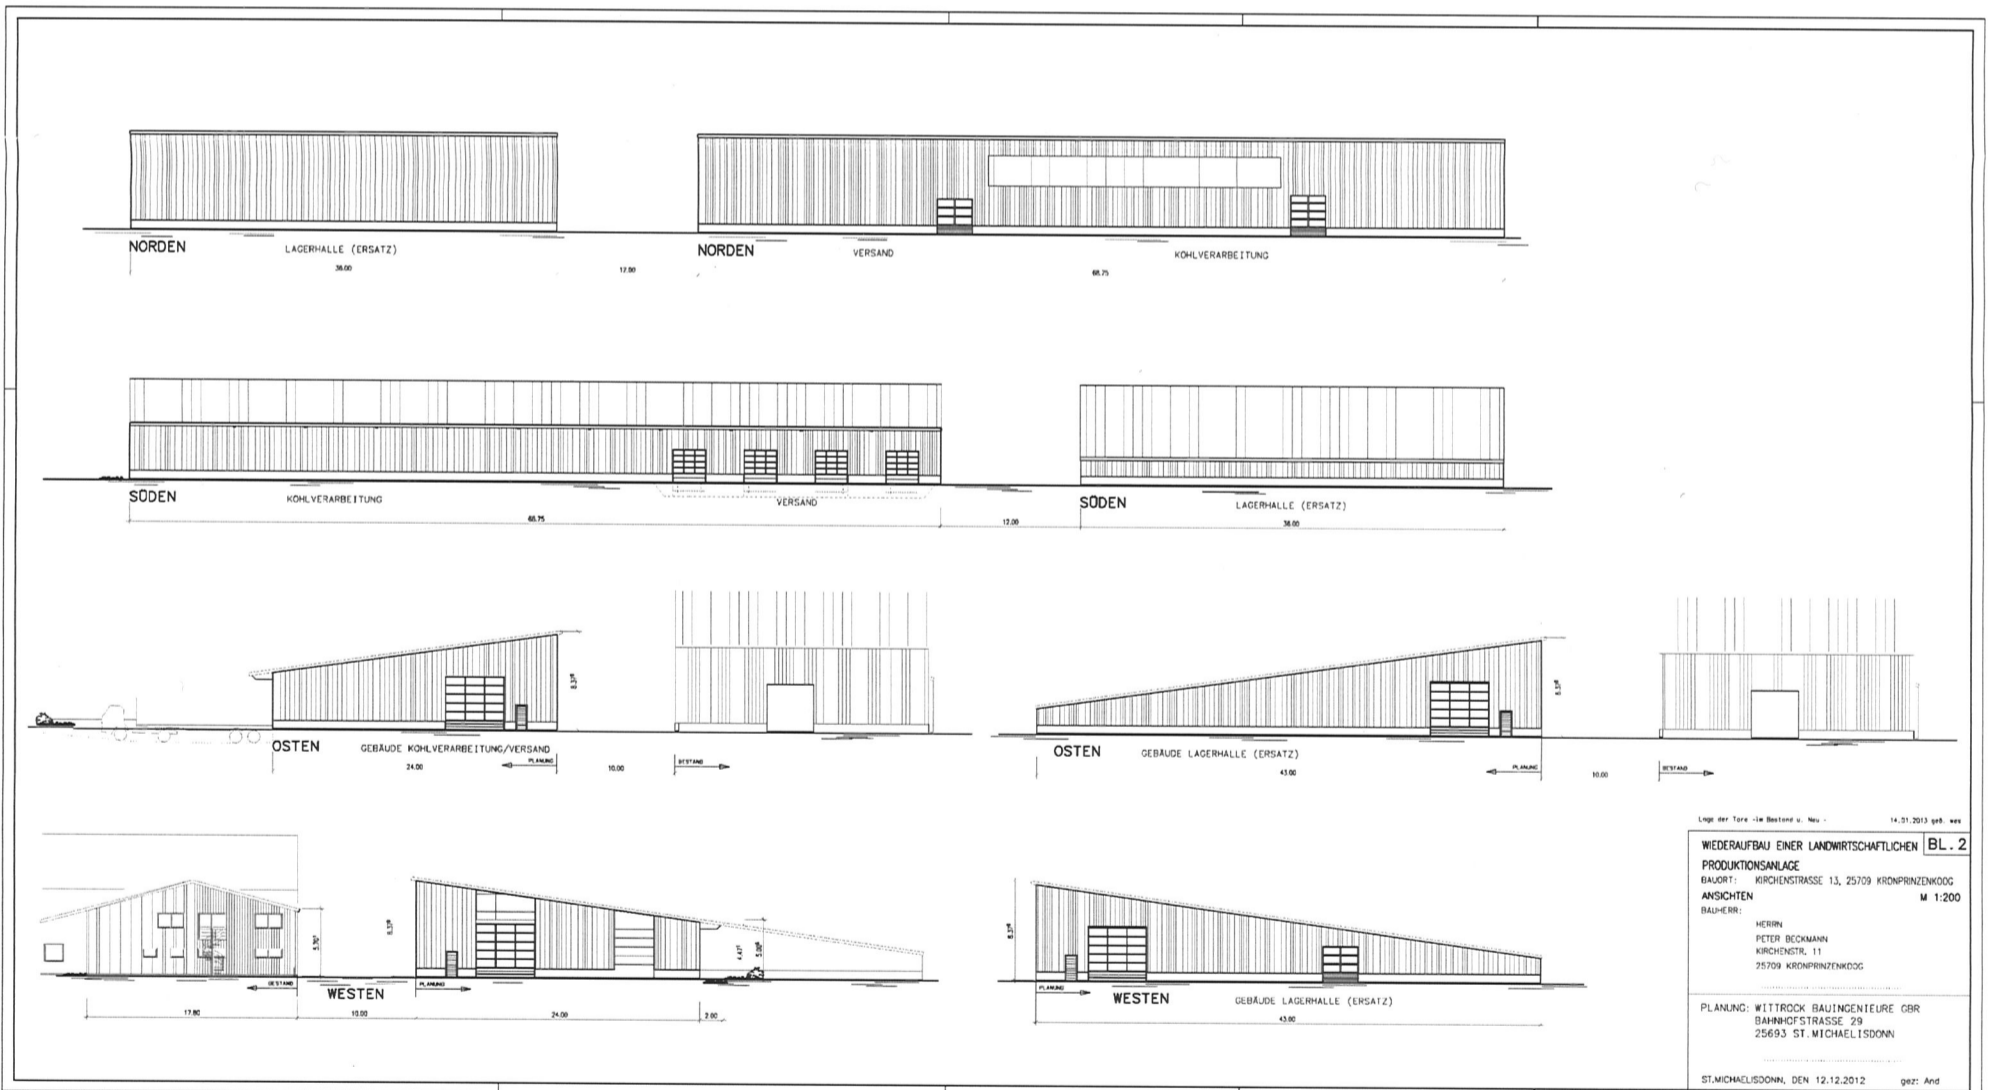 NORDEN
LAGERHALLE (ERSATZ)
36.00
12.00
NORDEN
VERSAND
KOHLVERARBEITUNG
68.75
SÜDEN
KOHLVERARBEITUNG
VERSAND
68.75
12.00
SÜDEN
LAGERHALLE (ERSATZ)
36.00
OSTEN
GEBÄUDE KOHLVERARBEITUNG/VERSAND
24.00
PLANUNG
10.00
BESTAND
OSTEN
GEBÄUDE LAGERHALLE (ERSATZ)
43.00
PLANUNG
10.00
BESTAND
BESTAND
WESTEN
PLANUNG
17.80
10.00
24.00
2.00
PLANUNG
WESTEN
GEBÄUDE LAGERHALLE (ERSATZ)
43.00
Lage der Tore -im Bestand u. Neu -
14.01.2013 geä. wes
WIEDERAUFBAU EINER LANDWIRTSCHAFTLICHEN BL. 2
PRODUKTIONSANLAGE
BAUORT: KIRCHENSTRASSE 13, 25709 KRONPRINZENKOOG
ANSICHTEN M 1:200
BAUHERR:
HERRN
PETER BECKMANN
KIRCHENSTR. 11
25709 KRONPRINZENKOOG
PLANUNG: WITTROCK BAUINGENIEURE GBR
BAHNHOFSTRASSE 29
25693 ST.MICHAELISDONN
ST.MICHAELISDONN, DEN 12.12.2012 gez: And